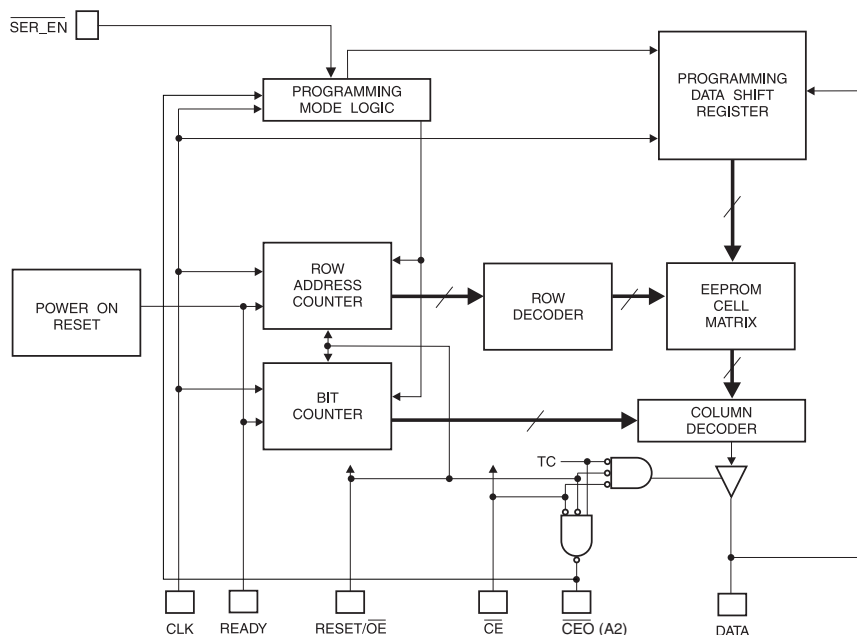 SER_EN
PROGRAMMING
MODE LOGIC
PROGRAMMING
DATA SHIFT
REGISTER
POWER ON
RESET
ROW
ADDRESS
COUNTER
ROW
DECODER
EEPROM
CELL
MATRIX
BIT
COUNTER
COLUMN
DECODER
TC
CLK
READY
RESET/OE
CE
CEO (A2)
DATA